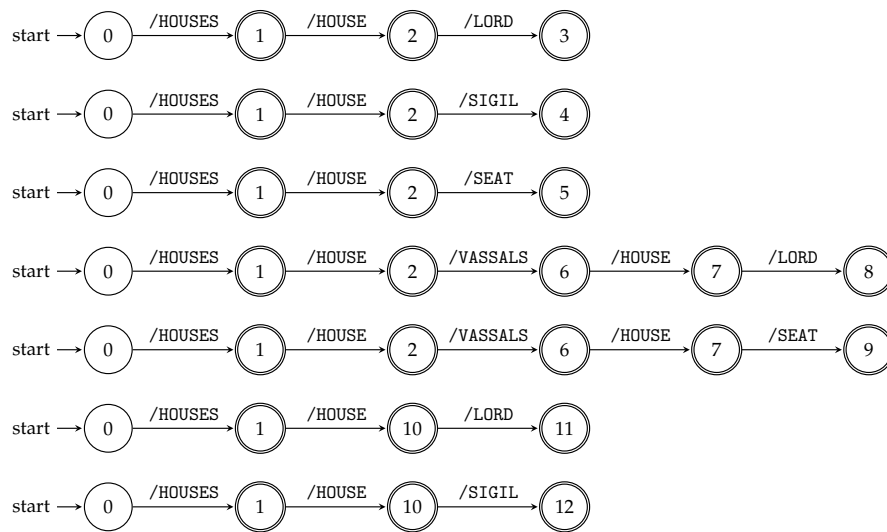 start 0 /HOUSES 1 /HOUSE 2 /LORD 3
start 0 /HOUSES 1 /HOUSE 2 /SIGIL 4
start 0 /HOUSES 1 /HOUSE 2 /SEAT 5
start 0 /HOUSES 1 /HOUSE 2 /VASSALS 6 /HOUSE 7 /LORD 8
start 0 /HOUSES 1 /HOUSE 2 /VASSALS 6 /HOUSE 7 /SEAT 9
start 0 /HOUSES 1 /HOUSE 10 /LORD 11
start 0 /HOUSES 1 /HOUSE 10 /SIGIL 12